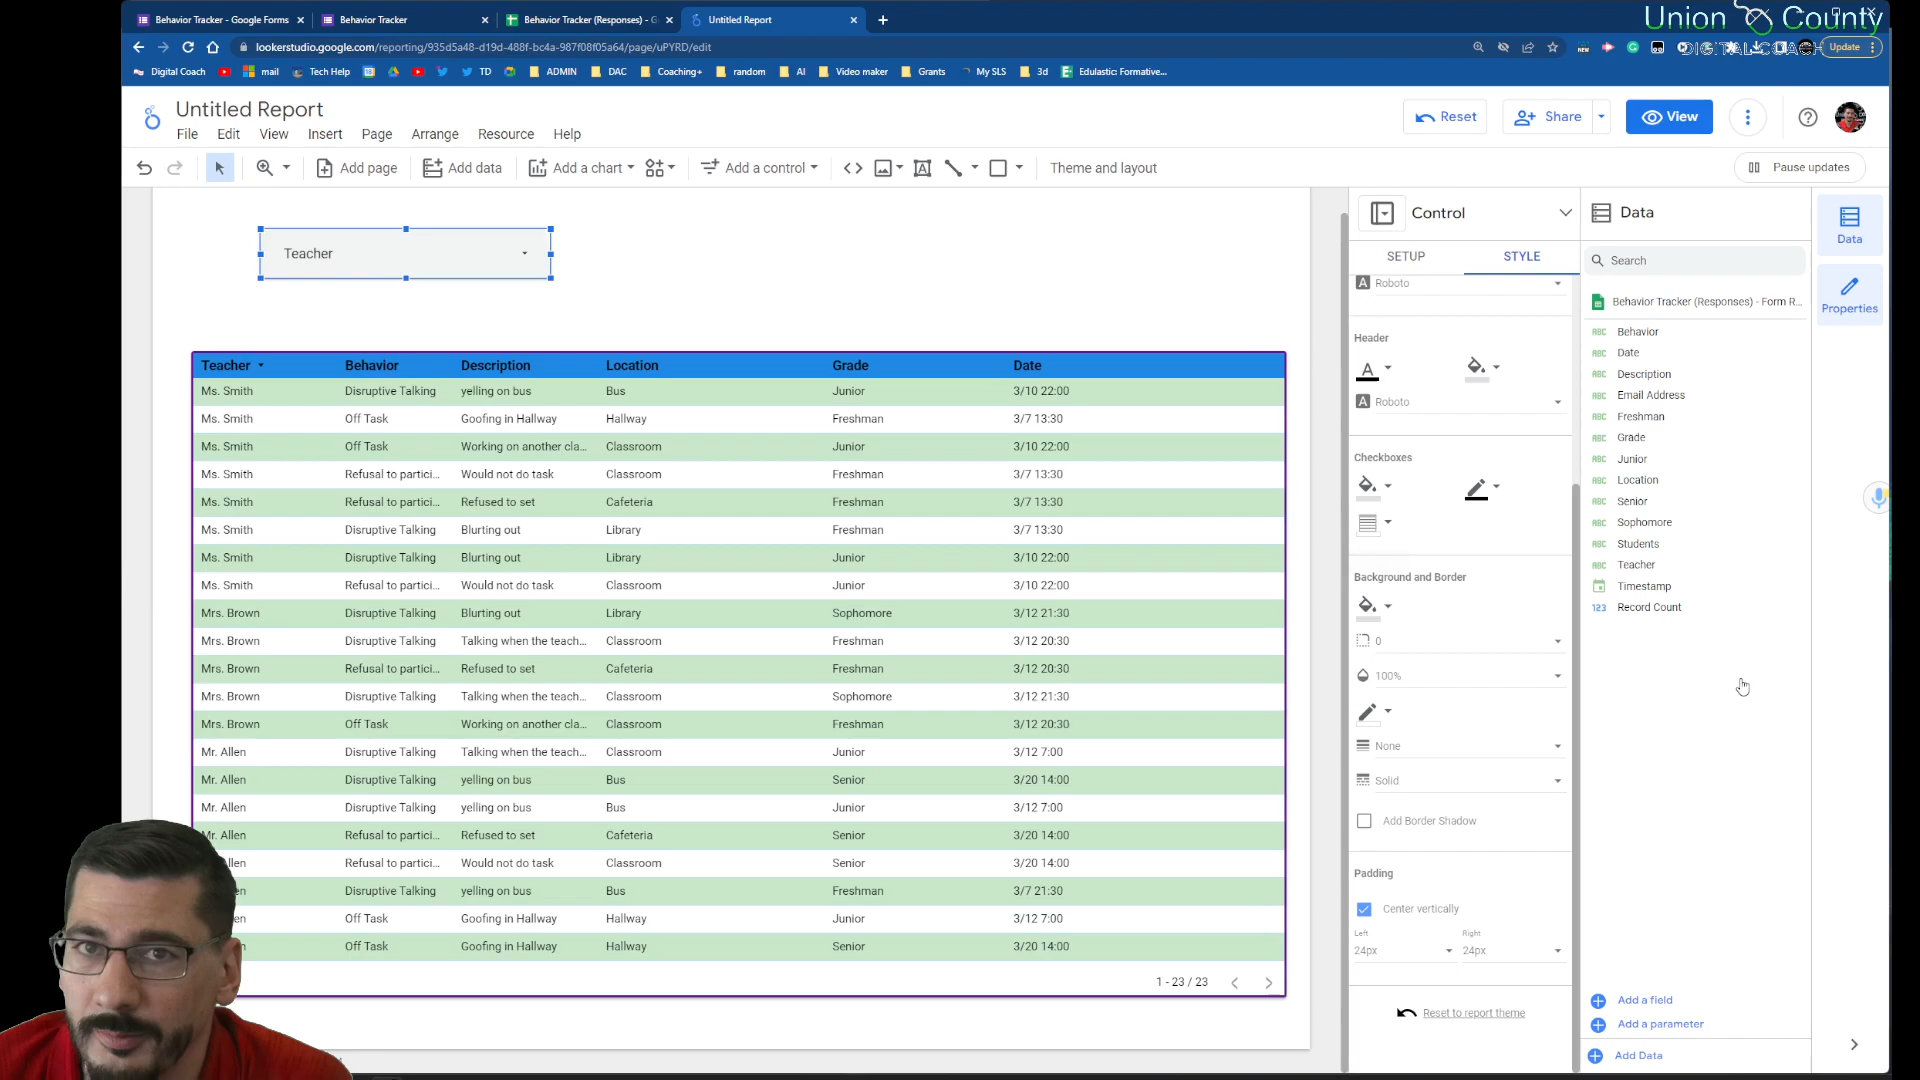 Behavior Tracker - Google Forms
Behavior Tracker
Behavior Tracker (Responses) - G
Untitled Report
Union County
DIGITAL COACH
lookerstudio.google.com/reporting/935d5a48-d19d-488f-bc4a-987f08f05a64/page/uPYRD/edit
Update
Digital Coach
mail
Tech Help
TD
ADMIN
DAC
Coaching+
random
AI
Video maker
Grants
My SLS
3d
Edulastic: Formative...
Untitled Report
File Edit View Insert Page Arrange Resource Help
Reset
Share
View
Add page
Add data
Add a chart
Add a control
Theme and layout
Pause updates
Teacher
Teacher Behavior Description Location Grade Date
Ms. Smith Disruptive Talking yelling on bus Bus Junior 3/10 22:00
Ms. Smith Off Task Goofing in Hallway Hallway Freshman 3/7 13:30
Ms. Smith Off Task Working on another cla... Classroom Junior 3/10 22:00
Ms. Smith Refusal to partici... Would not do task Classroom Freshman 3/7 13:30
Ms. Smith Refusal to partici... Refused to set Cafeteria Freshman 3/7 13:30
Ms. Smith Disruptive Talking Blurting out Library Freshman 3/7 13:30
Ms. Smith Disruptive Talking Blurting out Library Junior 3/10 22:00
Ms. Smith Refusal to partici... Would not do task Classroom Junior 3/10 22:00
Mrs. Brown Disruptive Talking Blurting out Library Sophomore 3/12 21:30
Mrs. Brown Disruptive Talking Talking when the teach... Classroom Freshman 3/12 20:30
Mrs. Brown Refusal to partici... Refused to set Cafeteria Freshman 3/12 20:30
Mrs. Brown Disruptive Talking Talking when the teach... Classroom Sophomore 3/12 21:30
Mrs. Brown Off Task Working on another cla... Classroom Freshman 3/12 20:30
Mr. Allen Disruptive Talking Talking when the teach... Classroom Junior 3/12 7:00
Mr. Allen Disruptive Talking yelling on bus Bus Senior 3/20 14:00
Mr. Allen Disruptive Talking yelling on bus Bus Junior 3/12 7:00
Mr. Allen Refusal to partici... Refused to set Cafeteria Senior 3/20 14:00
llen Refusal to partici... Would not do task Classroom Senior 3/20 14:00
en Disruptive Talking yelling on bus Bus Freshman 3/7 21:30
en Off Task Goofing in Hallway Hallway Junior 3/12 7:00
n Off Task Goofing in Hallway Hallway Senior 3/20 14:00
1 - 23 / 23
Control
SETUP STYLE
Roboto
Header
Roboto
Checkboxes
Background and Border
0
100%
None
Solid
Add Border Shadow
Padding
Center vertically
Left Right
24px 24px
Reset to report theme
Data
Search
Behavior Tracker (Responses) - Form R...
ABC Behavior
ABC Date
ABC Description
ABC Email Address
ABC Freshman
ABC Grade
ABC Junior
ABC Location
ABC Senior
ABC Sophomore
ABC Students
ABC Teacher
Timestamp
123 Record Count
Add a field
Add a parameter
Add Data
Data
Properties